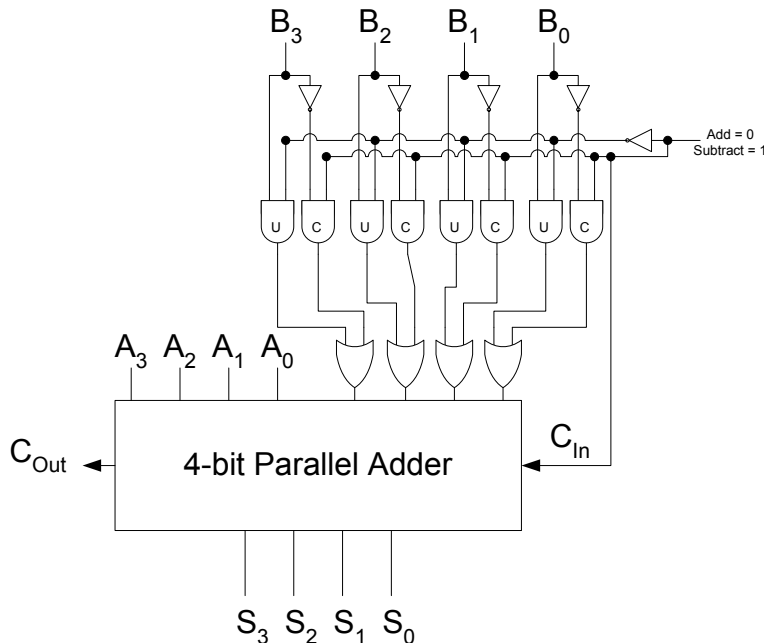 B3 B2 B1 B0
Add = 0
Subtract = 1
U C U C U C U C
A3 A2 A1 A0
COut
4-bit Parallel Adder
CIn
S3 S2 S1 S0